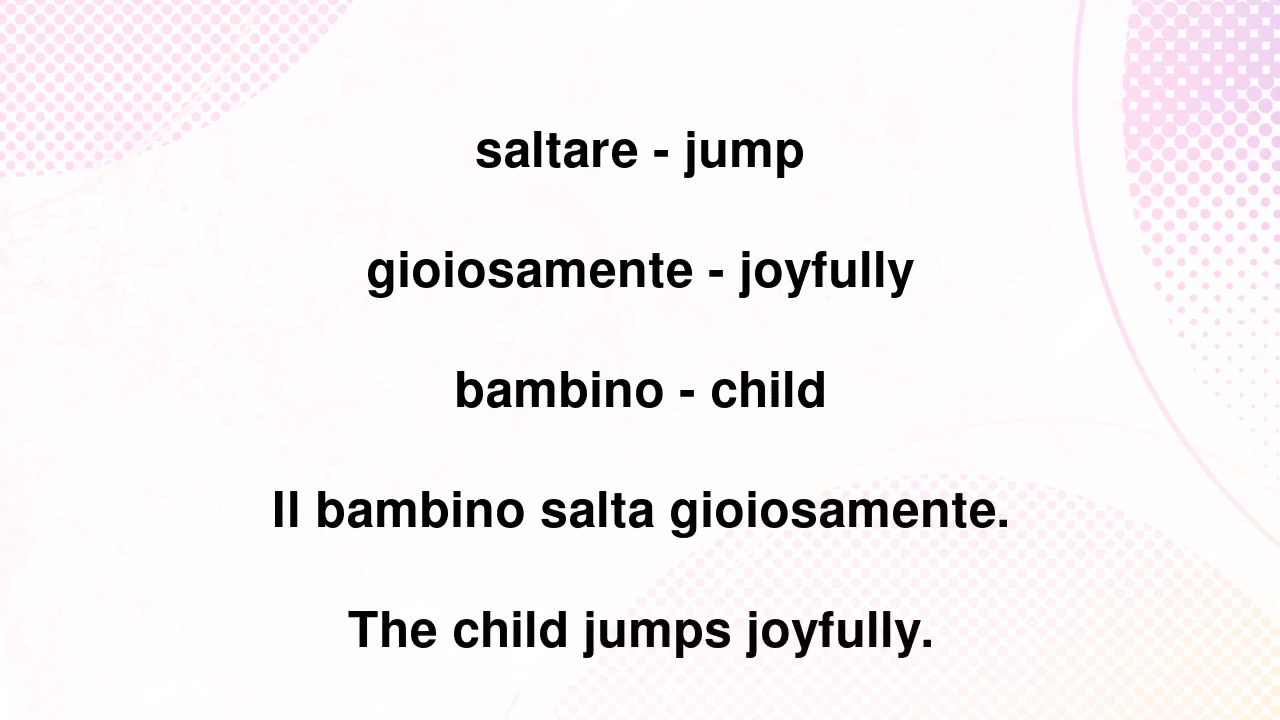 saltare - jump
gioiosamente - joyfully
bambino - child
Il bambino salta gioiosamente.
The child jumps joyfully.